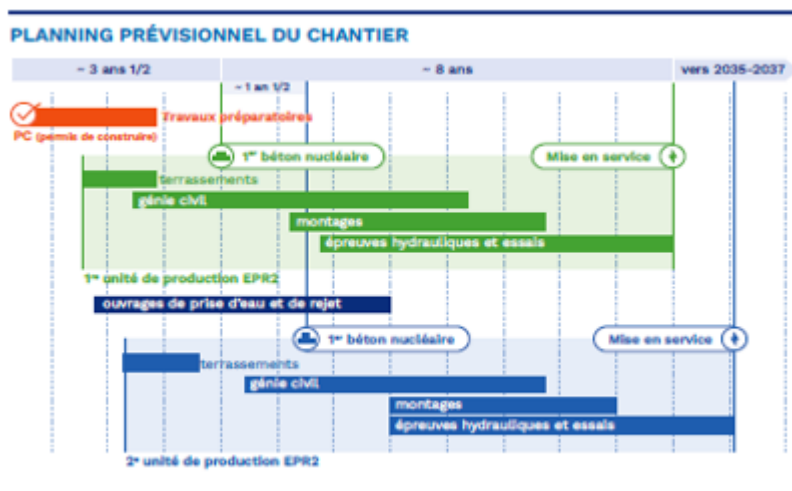 PLANNING PRÉVISIONNEL DU CHANTIER
~ 3 ans 1/2
~ 8 ans
vers 2035-2037
~ 1 an 1/2
Travaux préparatoires
PC (permis de construire)
1er béton nucléaire
Mise en service
terrassements
génie civil
montages
épreuves hydrauliques et essais
1re unité de production EPR2
ouvrages de prise d'eau et de rejet
1er béton nucléaire
Mise en service
terrassements
génie civil
montages
épreuves hydrauliques et essais
2e unité de production EPR2